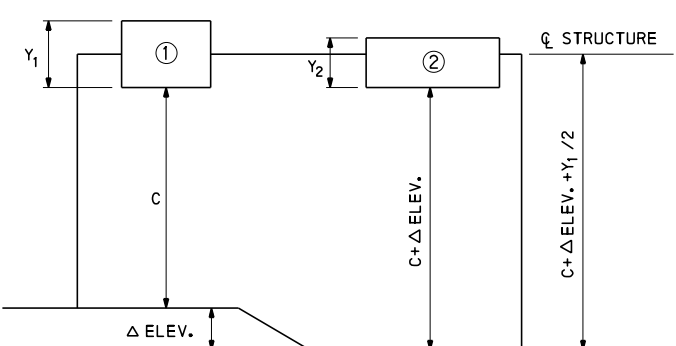 Y1
①
Y2
②
℄ STRUCTURE
C
C+△ELEV.
C+△ELEV.+Y1/2
△ ELEV.